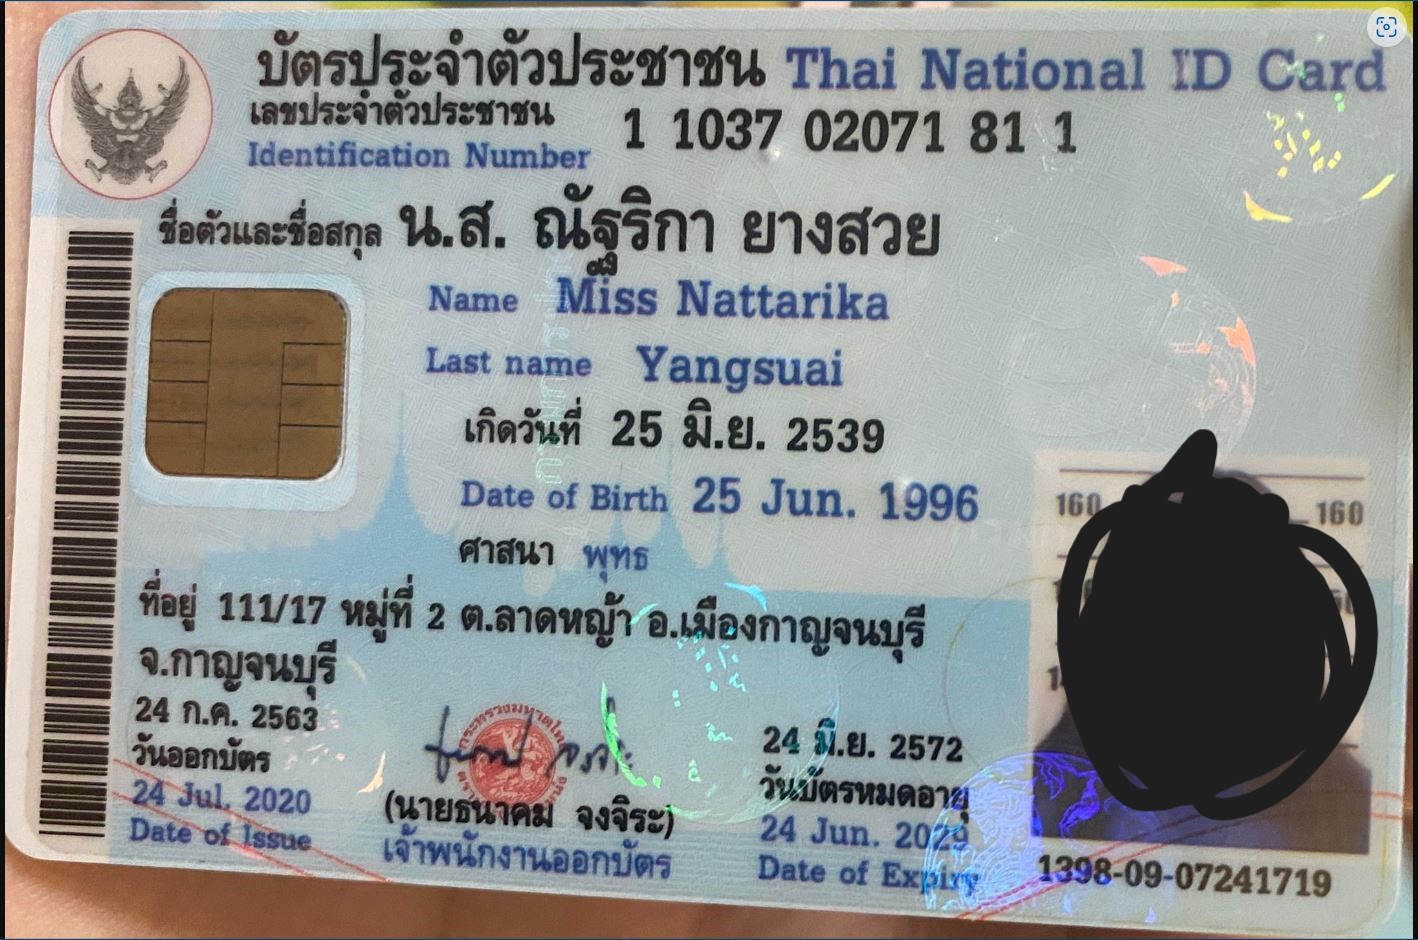 บัตรประจำตัวประชาชน Thai National ID Card
เลขประจำตัวประชาชน
Identification Number 1 1037 02071 81 1
ชื่อตัวและชื่อสกุล น.ส. ณัฐริกา ยางสวย
Name Miss Nattarika
Last name Yangsuai
เกิดวันที่ 25 มิ.ย. 2539
Date of Birth 25 Jun. 1996
ศาสนา พุทธ
ที่อยู่ 111/17 หมู่ที่ 2 ต.ลาดหญ้า อ.เมืองกาญจนบุรี
จ.กาญจนบุรี
24 ก.ค. 2563
วันออกบัตร
24 Jul. 2020
Date of Issue
(นายธนาคม จงจิระ)
เจ้าพนักงานออกบัตร
24 มิ.ย. 2572
วันบัตรหมดอายุ
24 Jun. 2029
Date of Expiry
160 160
1398-09-07241719